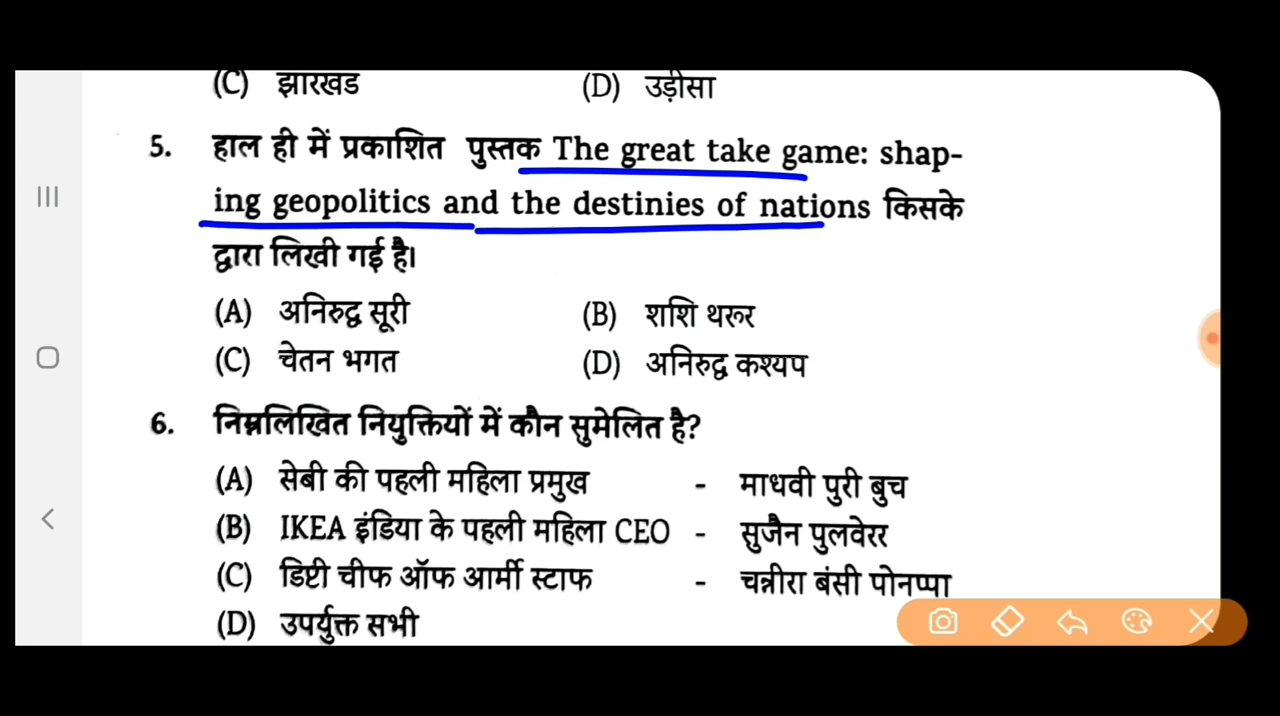 (C) झारखड (D) उड़ीसा
5. हाल ही में प्रकाशित पुस्तक The great take game: shap-
ing geopolitics and the destinies of nations किसके
द्वारा लिखी गई है।
(A) अनिरुद्ध सूरी (B) शशि थरूर
(C) चेतन भगत (D) अनिरुद्ध कश्यप
6. निम्नलिखित नियुक्तियों में कौन सुमेलित है?
(A) सेबी की पहली महिला प्रमुख - माधवी पुरी बुच
(B) IKEA इंडिया के पहली महिला CEO - सुजैन पुलवेरर
(C) डिप्टी चीफ ऑफ आर्मी स्टाफ - चन्नीरा बंसी पोनप्पा
(D) उपर्युक्त सभी